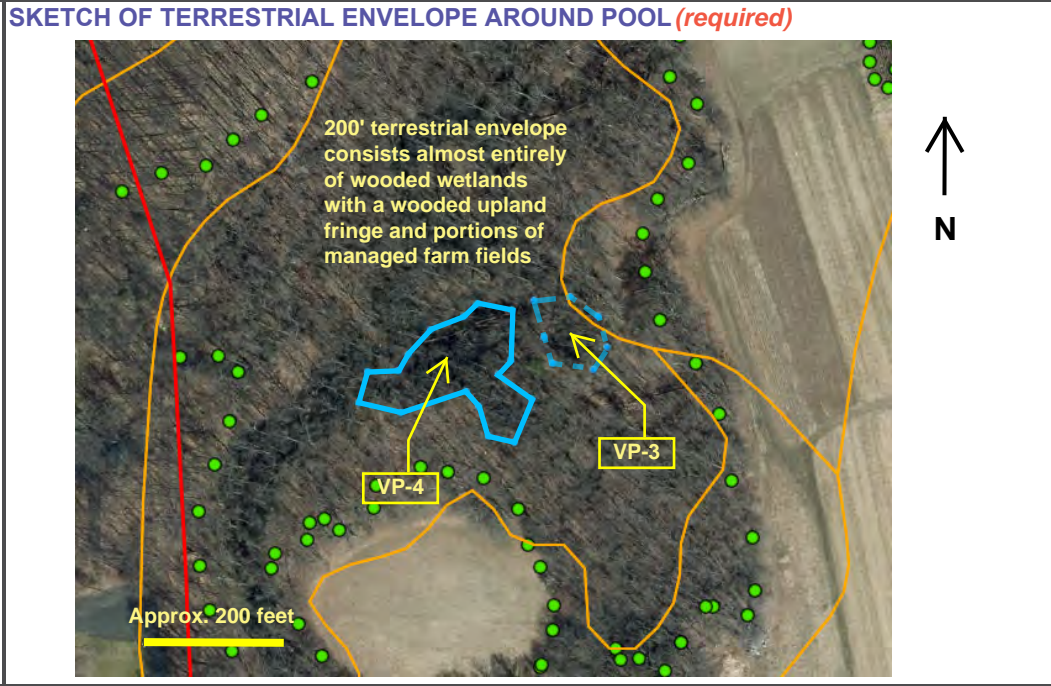 SKETCH OF TERRESTRIAL ENVELOPE AROUND POOL (required)
200' terrestrial envelope
consists almost entirely
of wooded wetlands
with a wooded upland
fringe and portions of
managed farm fields
N
VP-3
VP-4
Approx. 200 feet